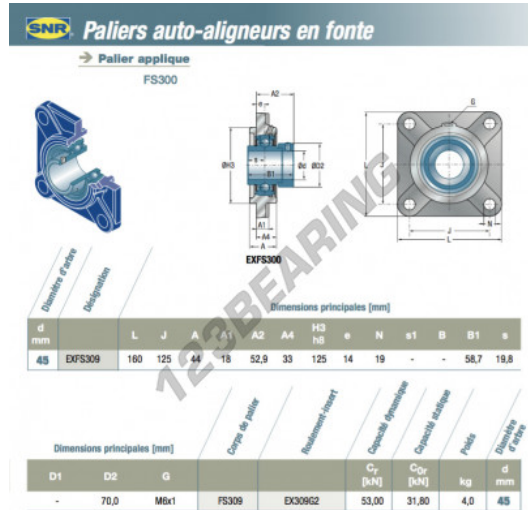 SNR Paliers auto-aligneurs en fonte
Palier applique
FS300
A2
e
G
s
ØH3
B1
Ød
ØD2
L
J
A1
A4
A
N
J
L
EXFS300
123BEARING
Diamètre d'arbre
Désignation
Dimensions principales [mm]
d mm L J A A1 A2 A4 H3 h8 e N s1 B B1 s
45 EXFS309 160 125 44 18 52,9 33 125 14 19 - - 58,7 19,8
Dimensions principales [mm]
Corps de palier
Roulement-insert
Capacité dynamique
Capacité statique
Poids
Diamètre d'arbre
D1 D2 G Cr [kN] C0r [kN] kg d mm
- 70,0 M6x1 FS309 EX309G2 53,00 31,80 4,0 45